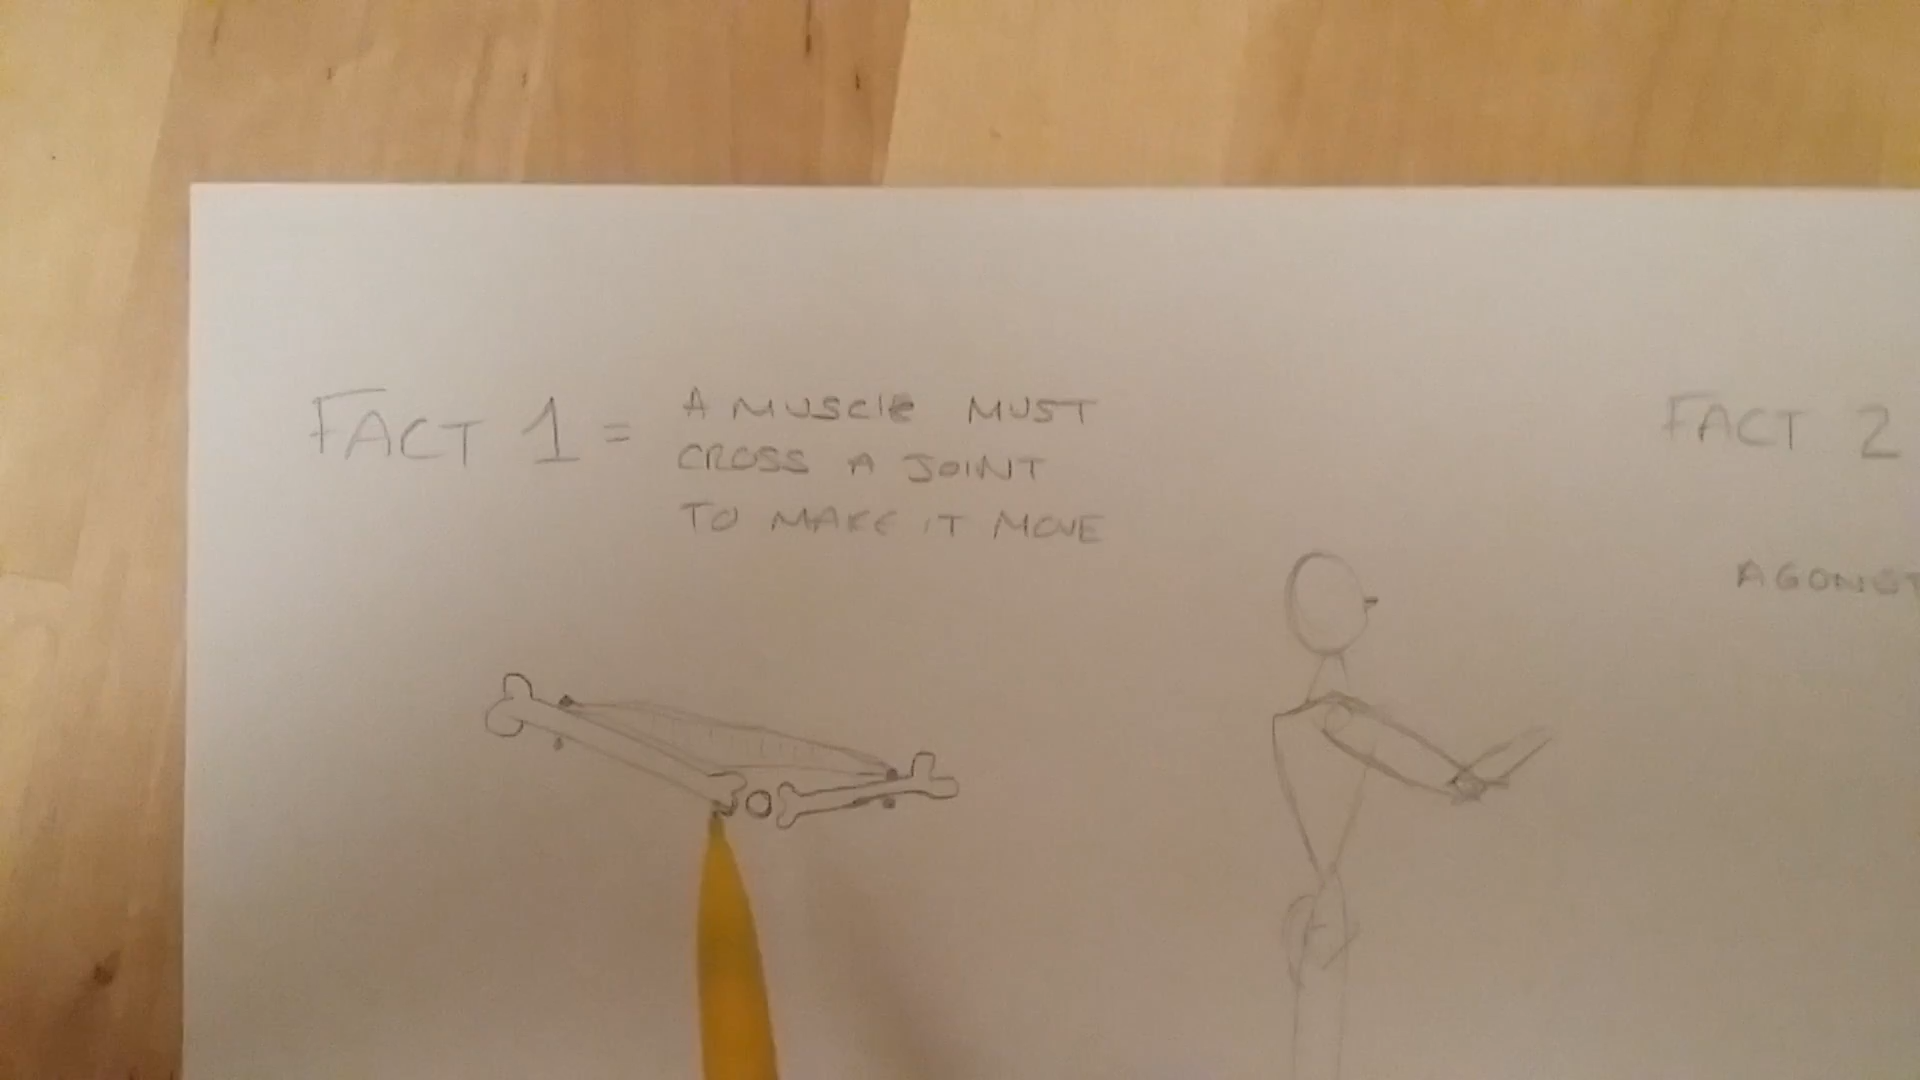 FACT 1 =
A MUSCLE MUST
CROSS A JOINT
TO MAKE IT MOVE
FACT 2